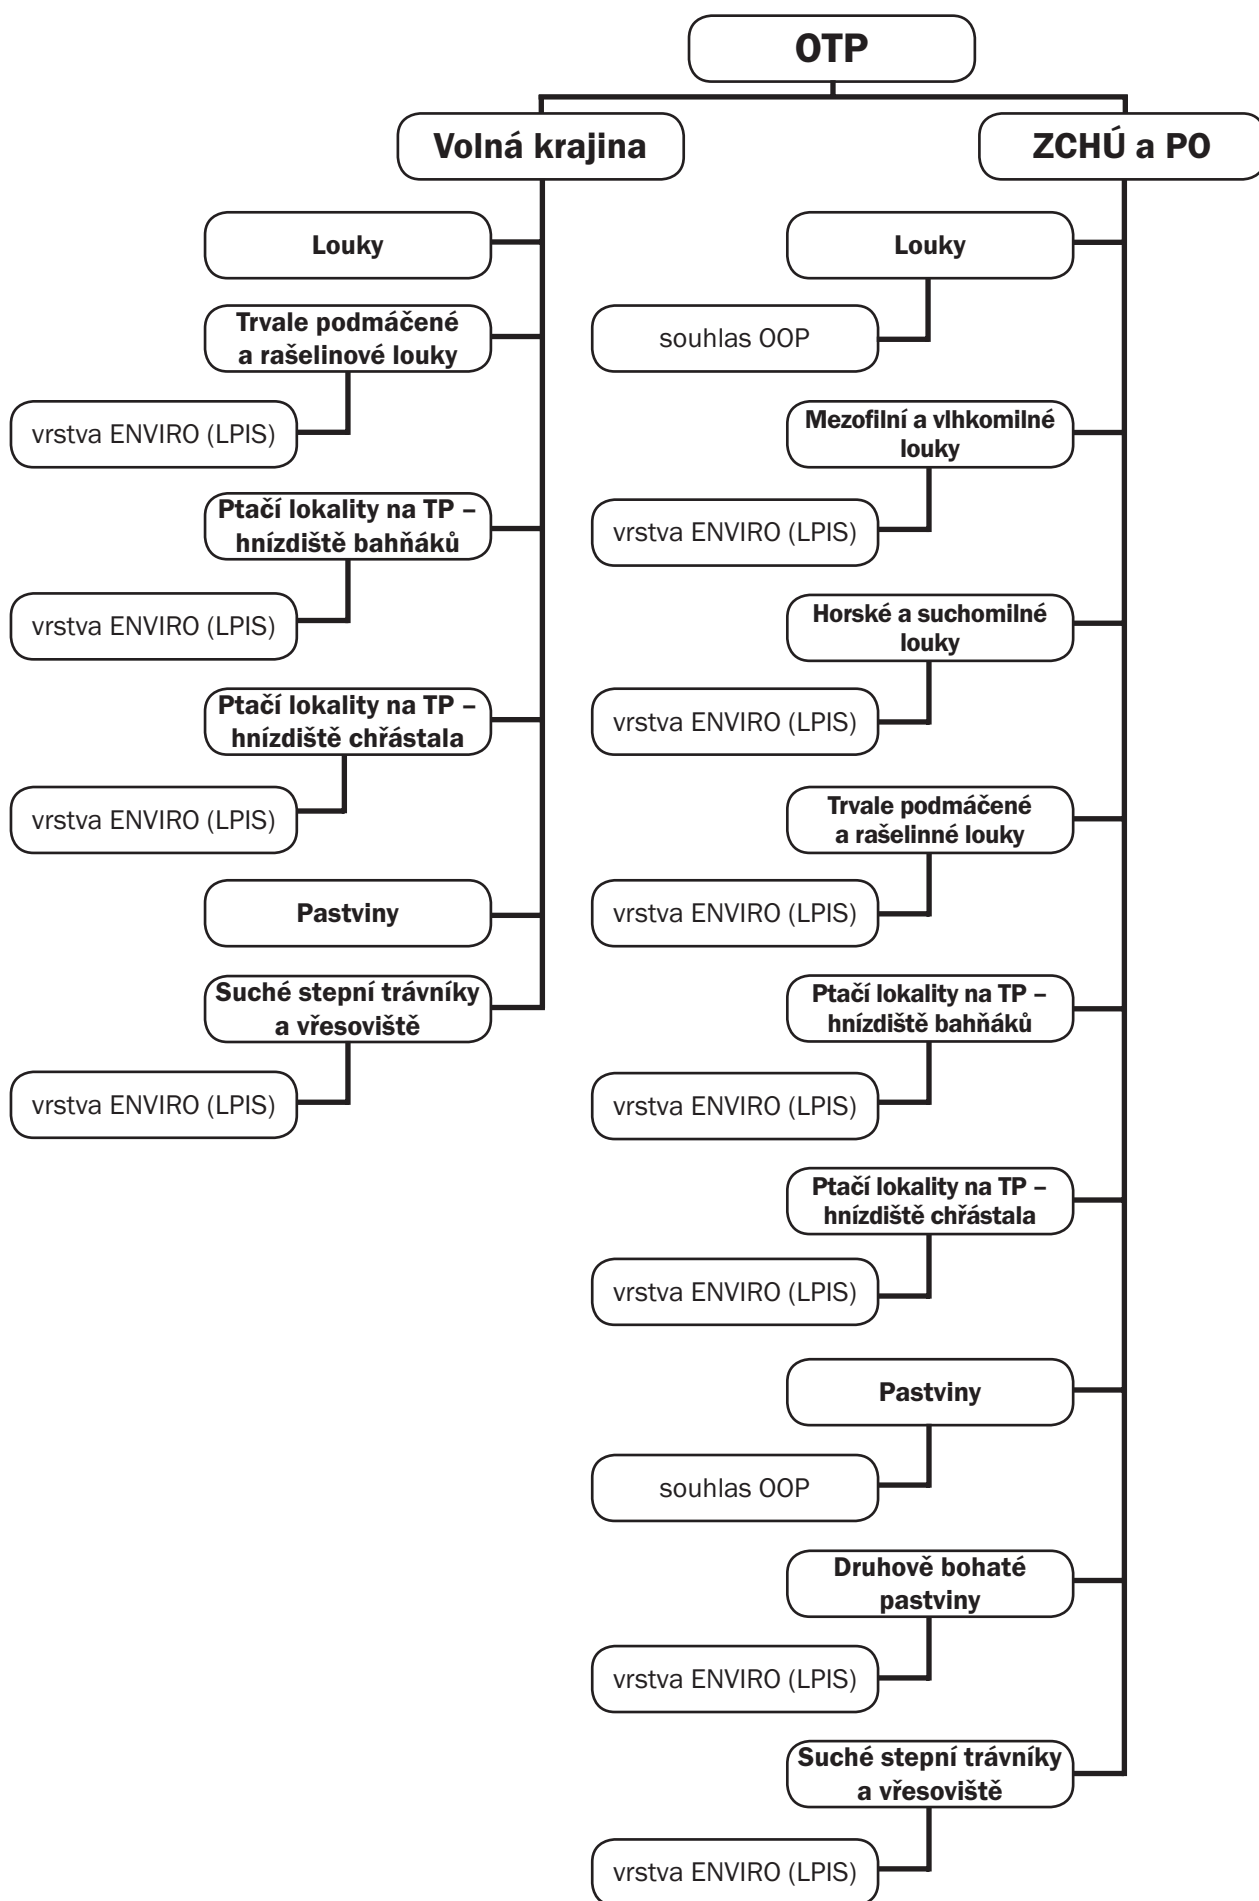 OTP
Volná krajina
Louky
Trvale podmáčené
a rašelinové louky
vrstva ENVIRO (LPIS)
Ptačí lokality na TP –
hnízdiště bahňáků
vrstva ENVIRO (LPIS)
Ptačí lokality na TP –
hnízdiště chřástala
vrstva ENVIRO (LPIS)
Pastviny
Suché stepní trávníky
a vřesoviště
vrstva ENVIRO (LPIS)
ZCHÚ a PO
Louky
souhlas OOP
Mezofilní a vlhkomilné
louky
vrstva ENVIRO (LPIS)
Horské a suchomilné
louky
vrstva ENVIRO (LPIS)
Trvale podmáčené
a rašelinné louky
vrstva ENVIRO (LPIS)
Ptačí lokality na TP –
hnízdiště bahňáků
vrstva ENVIRO (LPIS)
Ptačí lokality na TP –
hnízdiště chřástala
vrstva ENVIRO (LPIS)
Pastviny
souhlas OOP
Druhově bohaté
pastviny
vrstva ENVIRO (LPIS)
Suché stepní trávníky
a vřesoviště
vrstva ENVIRO (LPIS)